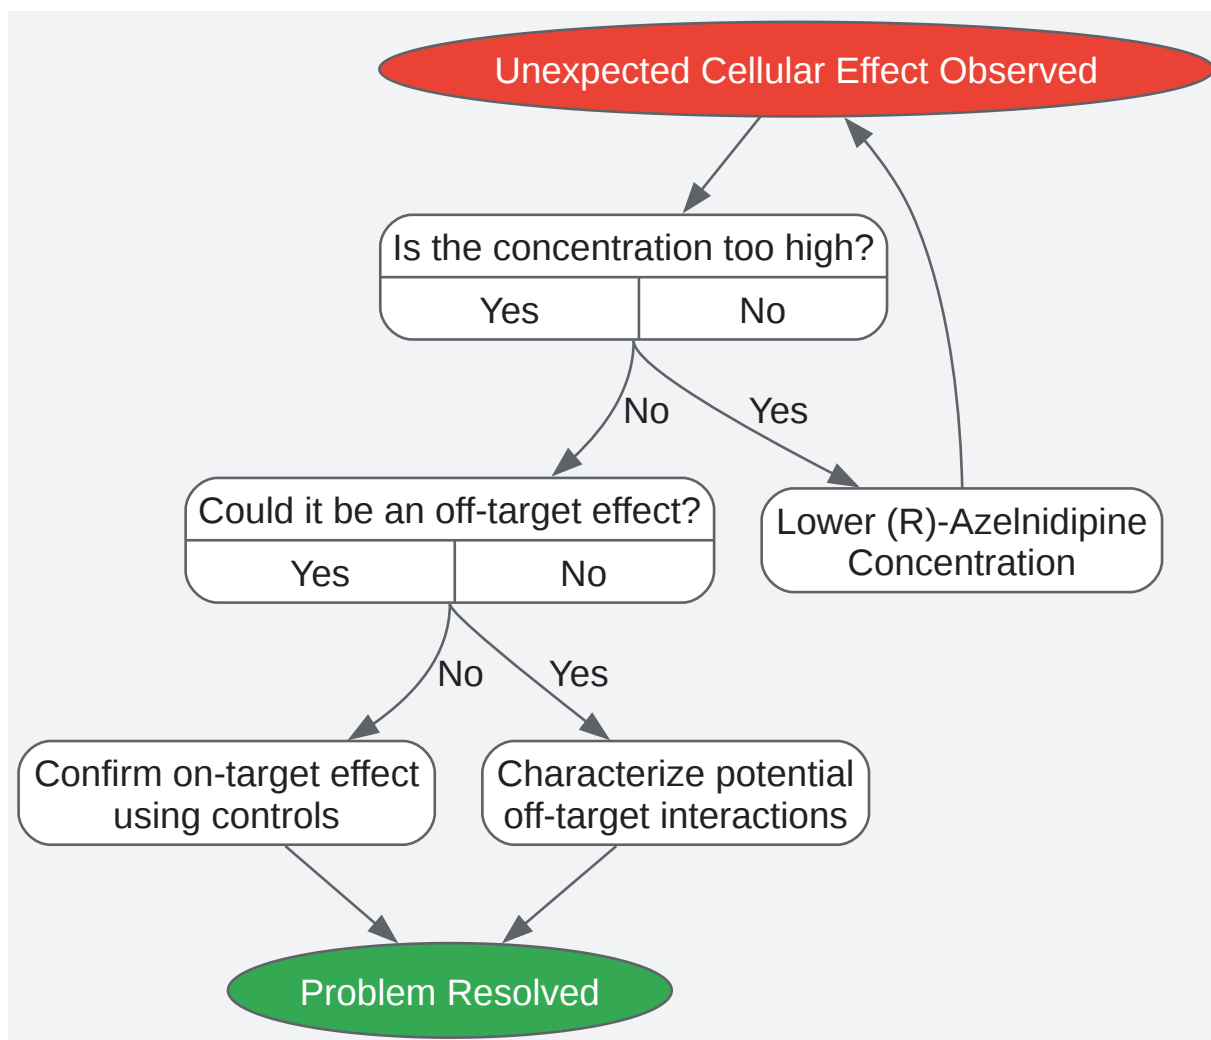 Unexpected Cellular Effect Observed
Is the concentration too high?
Yes
No
No
Yes
Could it be an off-target effect?
Yes
No
Lower (R)-Azelnidipine
Concentration
No
Yes
Confirm on-target effect
using controls
Characterize potential
off-target interactions
Problem Resolved